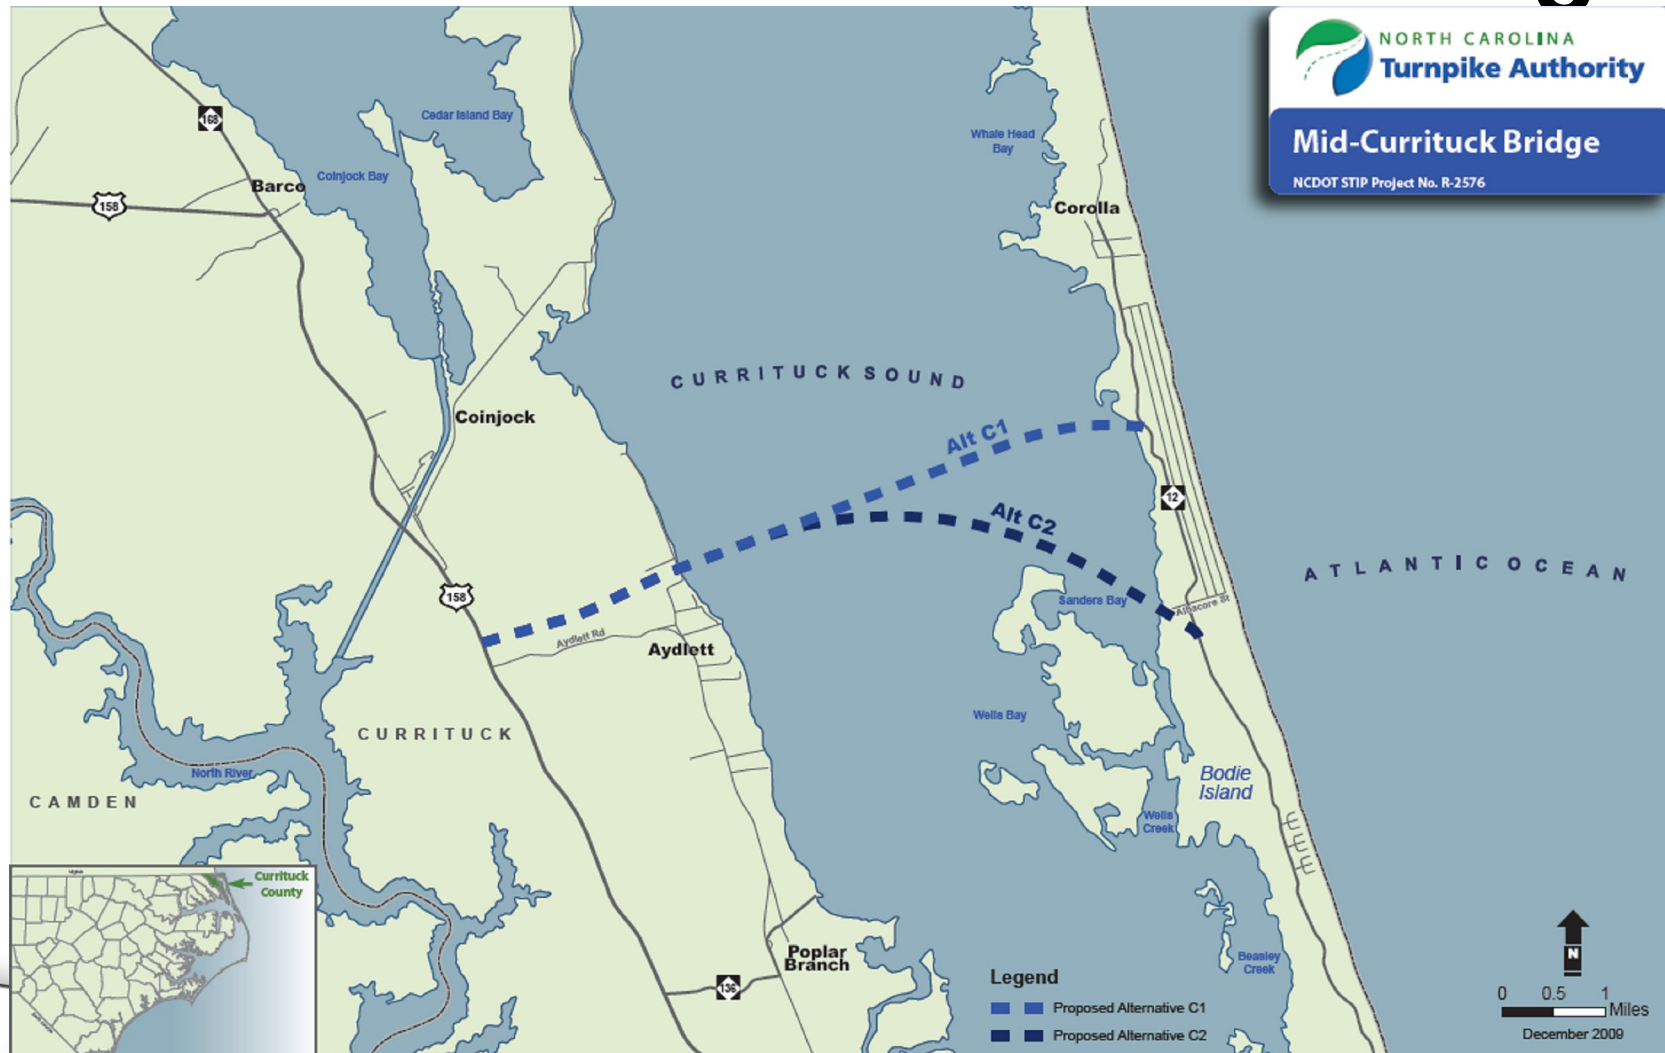 NORTH CAROLINA
Turnpike Authority
Mid-Currituck Bridge
NCDOT STIP Project No. R-2576
168
Cedar Island Bay
Whale Head
Bay
Coinjock Bay
Barco
158
Corolla
CURRITUCK SOUND
Coinjock
Alt C1
12
Alt C2
ATLANTIC OCEAN
158
Sanders Bay
Albacore St
Aydlett Rd
Aydlett
Wells Bay
CURRITUCK
North River
Bodie
Island
CAMDEN
Wells
Creek
Currituck
County
Poplar
Branch
Beasley
Creek
136
Legend
Proposed Alternative C1
Proposed Alternative C2
N
0 0.5 1
Miles
December 2009